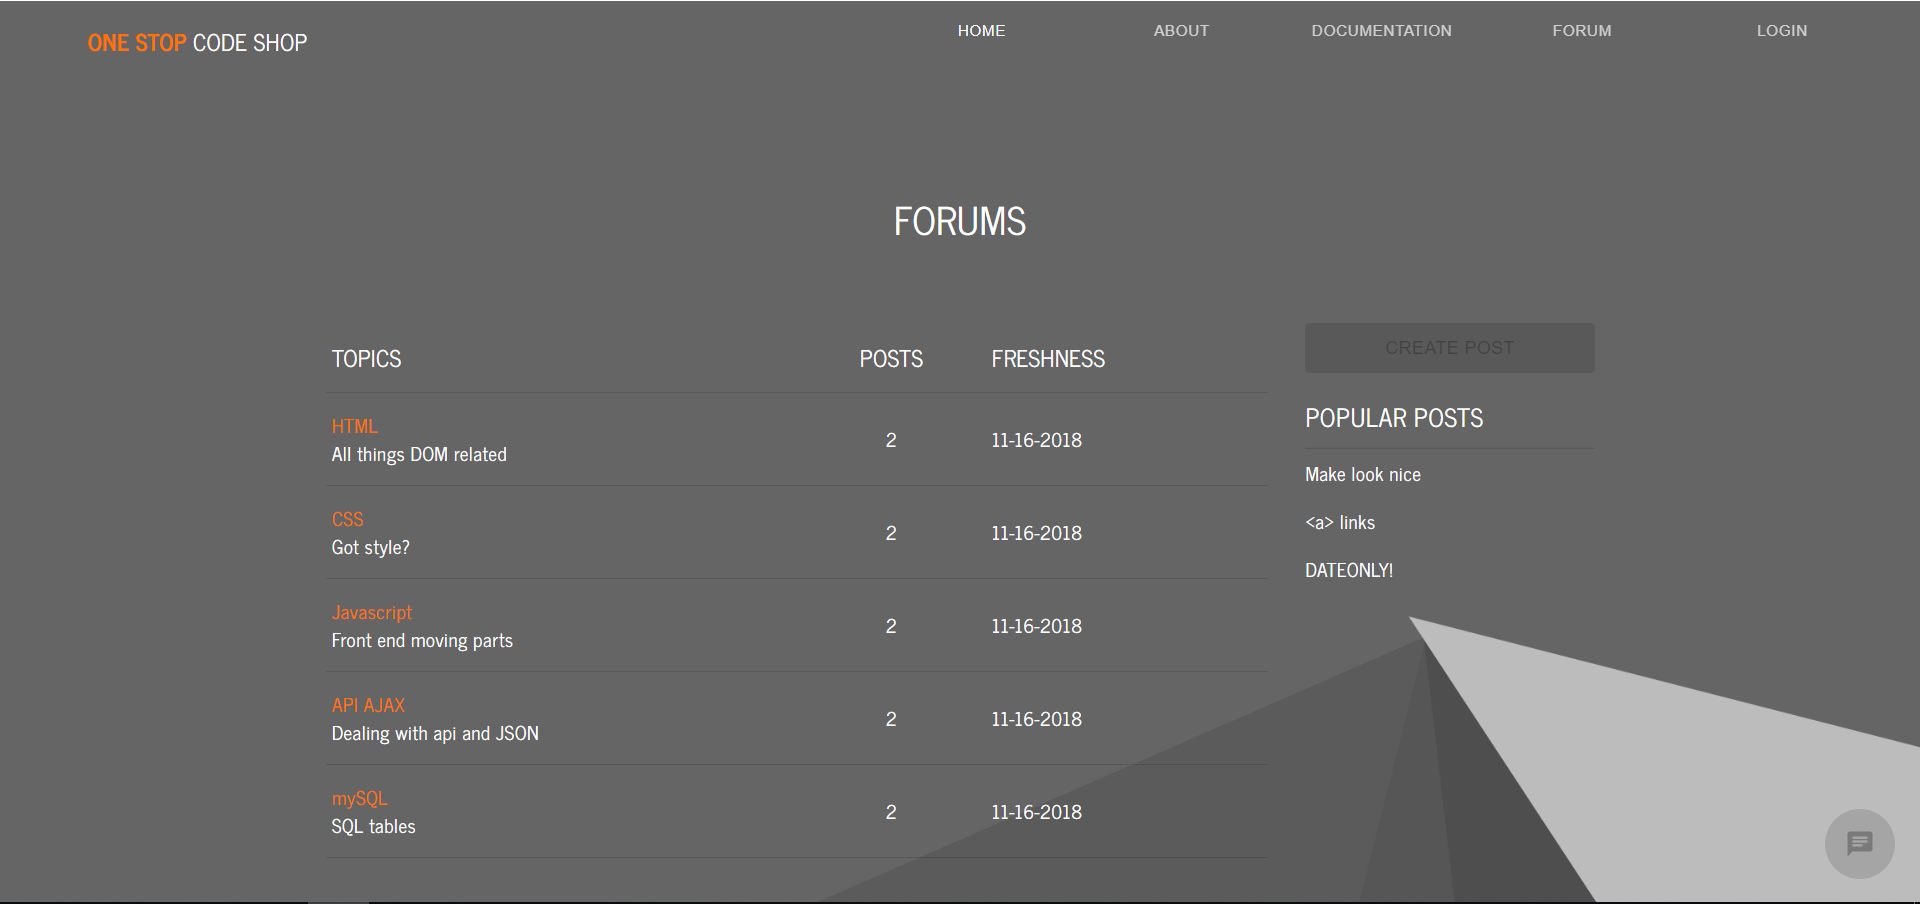 ONE STOP CODE SHOP
HOME
ABOUT
DOCUMENTATION
FORUM
LOGIN
FORUMS
TOPICS POSTS FRESHNESS
HTML
All things DOM related
2 11-16-2018
CSS
Got style?
2 11-16-2018
Javascript
Front end moving parts
2 11-16-2018
API AJAX
Dealing with api and JSON
2 11-16-2018
mySQL
SQL tables
2 11-16-2018
CREATE POST
POPULAR POSTS
Make look nice
<a> links
DATEONLY!